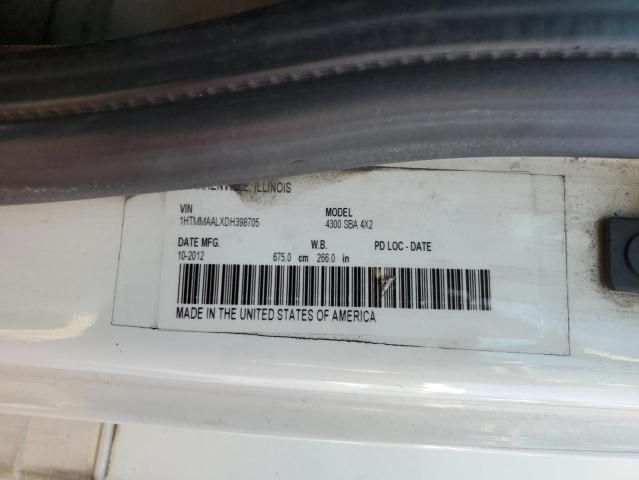 ILLINOIS
VIN MODEL
1HTMMAALXDH398705 4300 SBA 4X2
DATE MFG. W.B. PD LOC - DATE
10-2012 675.0 cm 266.0 in
MADE IN THE UNITED STATES OF AMERICA